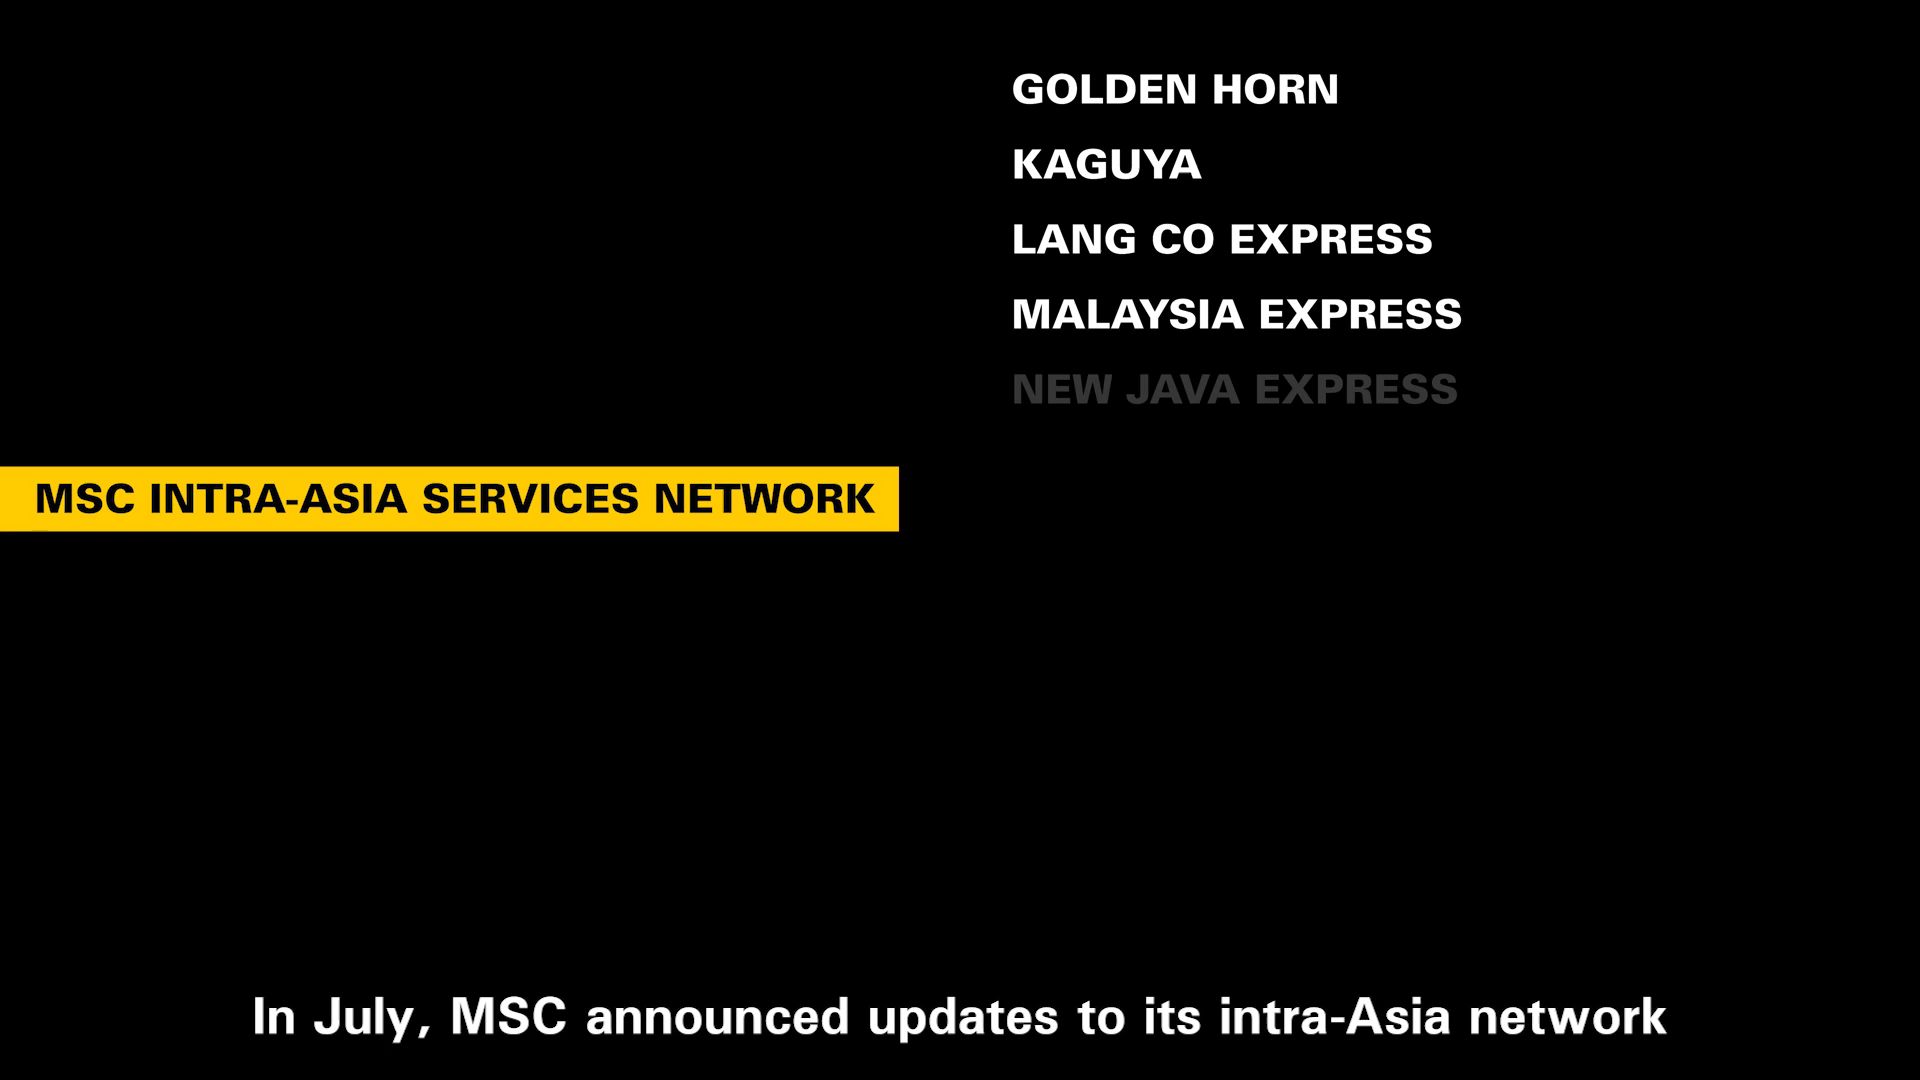 GOLDEN HORN
KAGUYA
LANG CO EXPRESS
MALAYSIA EXPRESS
NEW JAVA EXPRESS
MSC INTRA-ASIA SERVICES NETWORK
In July, MSC announced updates to its intra-Asia network